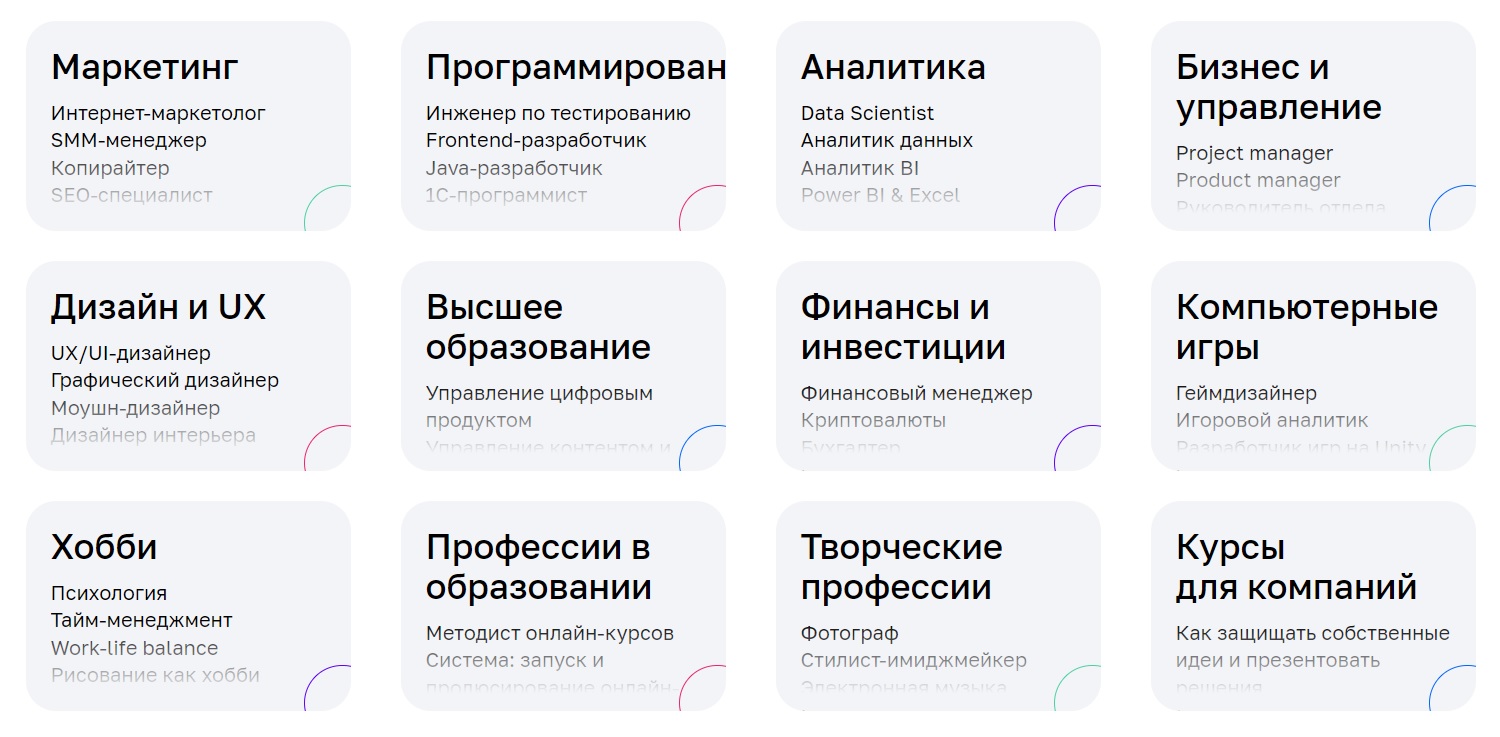 Маркетинг
Интернет-маркетолог
SMM-менеджер
Копирайтер
SEO-специалист
Программирован
Инженер по тестированию
Frontend-разработчик
Java-разработчик
1С-программист
Аналитика
Data Scientist
Аналитик данных
Аналитик BI
Power BI & Excel
Бизнес и
управление
Project manager
Product manager
Руководитель отдела
Дизайн и UX
UX/UI-дизайнер
Графический дизайнер
Моушн-дизайнер
Дизайнер интерьера
Высшее
образование
Управление цифровым
продуктом
Управление контентом и
Финансы и
инвестиции
Финансовый менеджер
Криптовалюты
Бухгалтер
Компьютерные
игры
Геймдизайнер
Игоровой аналитик
Разработчик игр на Unity
Хобби
Психология
Тайм-менеджмент
Work-life balance
Рисование как хобби
Профессии в
образовании
Методист онлайн-курсов
Система: запуск и
продюсирование онлайн-
Творческие
профессии
Фотограф
Стилист-имиджмейкер
Электронная музыка
Курсы
для компаний
Как защищать собственные
идеи и презентовать
решения